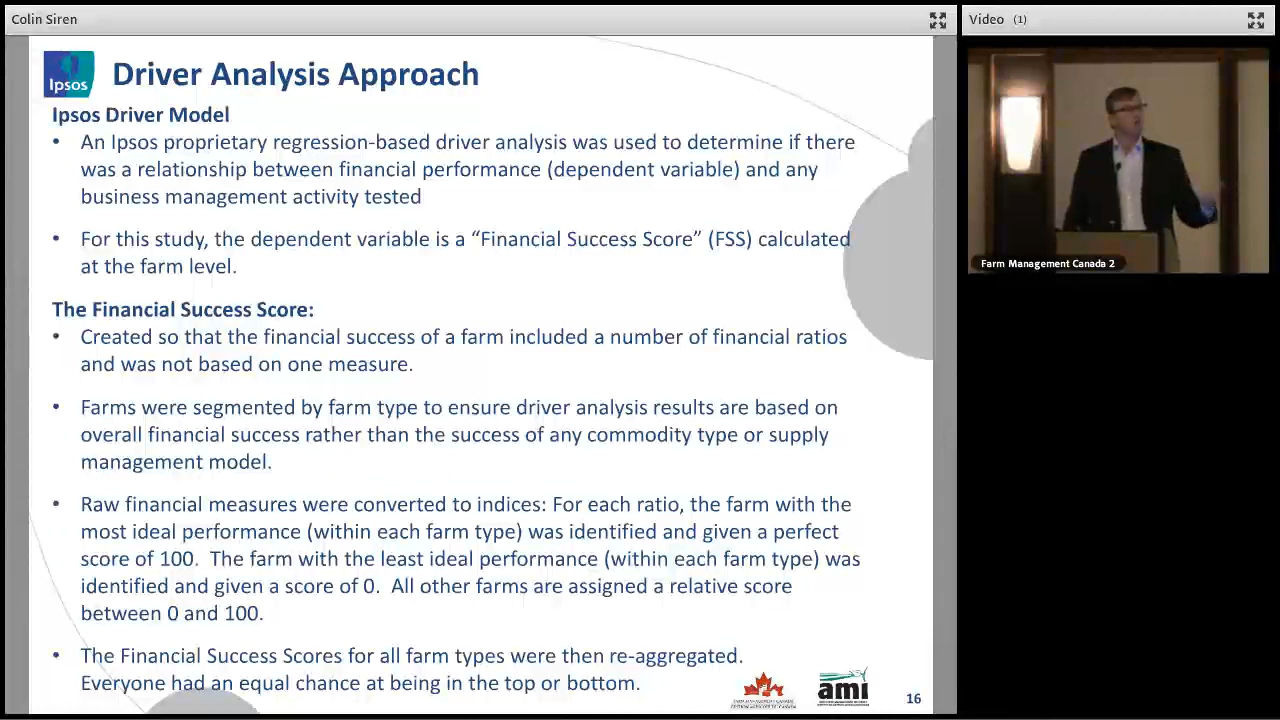 Colin Siren
Video (1)
Ipsos
Driver Analysis Approach
Ipsos Driver Model
• An Ipsos proprietary regression-based driver analysis was used to determine if there
was a relationship between financial performance (dependent variable) and any
business management activity tested
• For this study, the dependent variable is a “Financial Success Score” (FSS) calculated
at the farm level.
The Financial Success Score:
• Created so that the financial success of a farm included a number of financial ratios
and was not based on one measure.
• Farms were segmented by farm type to ensure driver analysis results are based on
overall financial success rather than the success of any commodity type or supply
management model.
• Raw financial measures were converted to indices: For each ratio, the farm with the
most ideal performance (within each farm type) was identified and given a perfect
score of 100.  The farm with the least ideal performance (within each farm type) was
identified and given a score of 0.  All other farms are assigned a relative score
between 0 and 100.
• The Financial Success Scores for all farm types were then re-aggregated.
Everyone had an equal chance at being in the top or bottom.
ami
16
Farm Management Canada 2